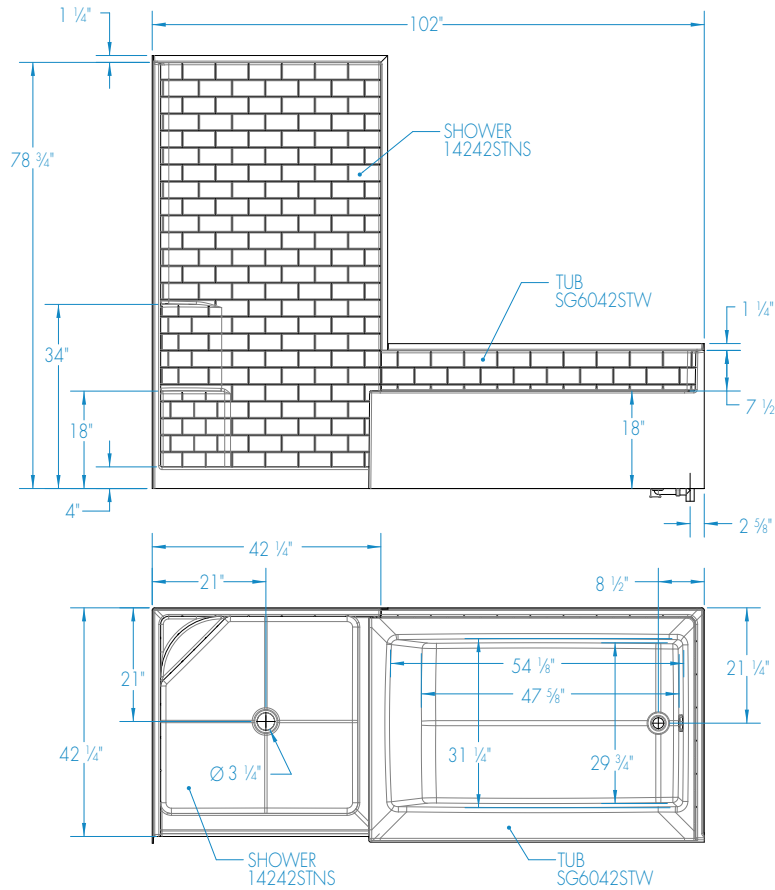 1 ¼"
102"
SHOWER
14242STNS
78 ¾"
TUB
SG6042STW
1 ¼"
34"
7 ½
18"
18"
4"
2 ⅝"
42 ¼"
21"
8 ½"
54 ⅛"
21 ¼"
21"
47 ⅝"
42 ¼"
31 ¼"
29 ¾"
Ø 3 ¼"
SHOWER
14242STNS
TUB
SG6042STW